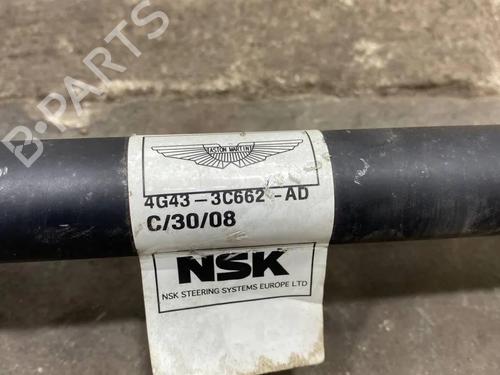 B-PARTS
ASTON MARTIN
4G43-3C662-AD
C/30/08
NSK
NSK STEERING SYSTEMS EUROPE LTD